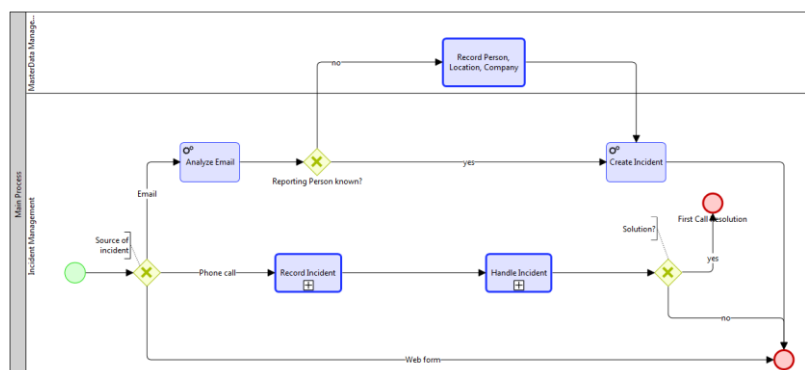 Main Process
MasterData Manage...
Incident Management
Record Person,
Location, Company
no
Analyze Email
yes
Create Incident
Reporting Person known?
Email
Source of
incident
First Call Resolution
Solution?
Phone call
Record Incident
Handle Incident
yes
no
Web form